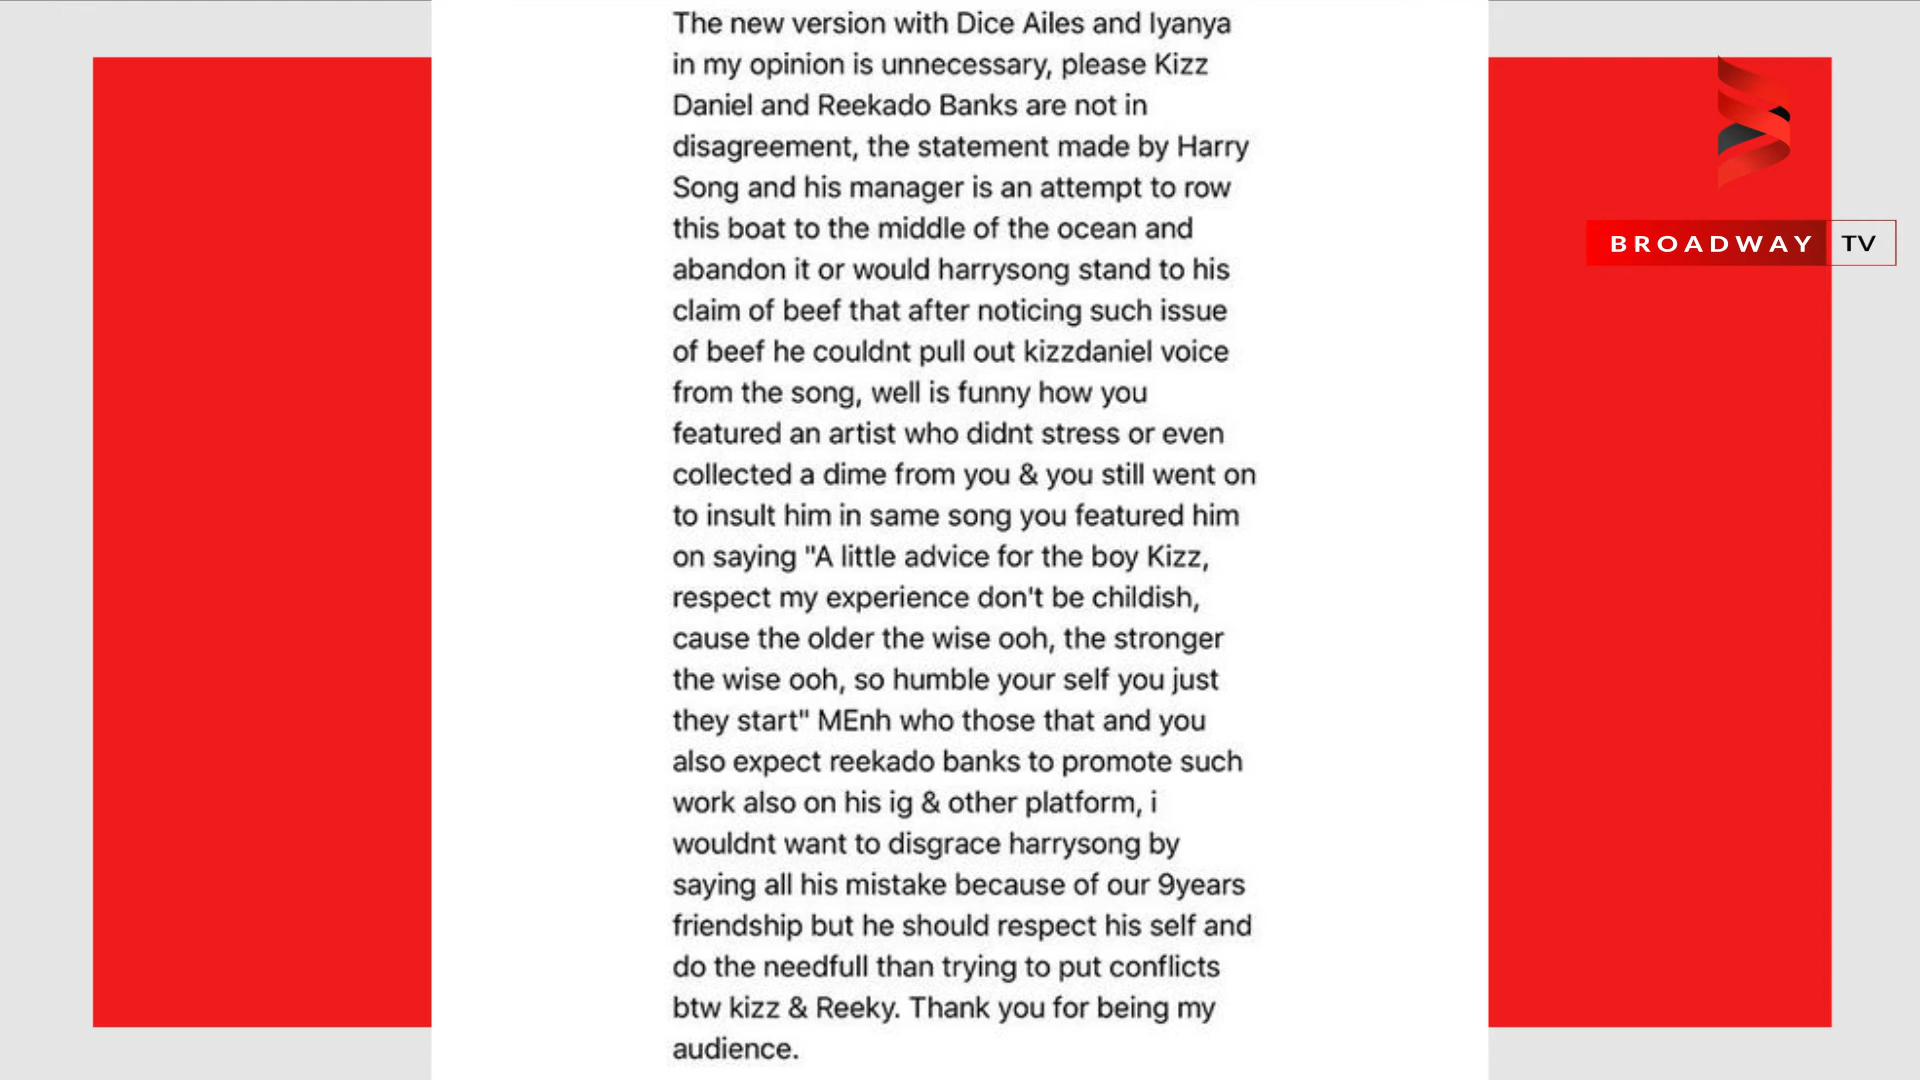 The new version with Dice Ailes and Iyanya
in my opinion is unnecessary, please Kizz
Daniel and Reekado Banks are not in
disagreement, the statement made by Harry
Song and his manager is an attempt to row
this boat to the middle of the ocean and
abandon it or would harrysong stand to his
claim of beef that after noticing such issue
of beef he couldnt pull out kizzdaniel voice
from the song, well is funny how you
featured an artist who didnt stress or even
collected a dime from you & you still went on
to insult him in same song you featured him
on saying "A little advice for the boy Kizz,
respect my experience don't be childish,
cause the older the wise ooh, the stronger
the wise ooh, so humble your self you just
they start" MEnh who those that and you
also expect reekado banks to promote such
work also on his ig & other platform, i
wouldnt want to disgrace harrysong by
saying all his mistake because of our 9years
friendship but he should respect his self and
do the needfull than trying to put conflicts
btw kizz & Reeky. Thank you for being my
audience.
BROADWAY TV